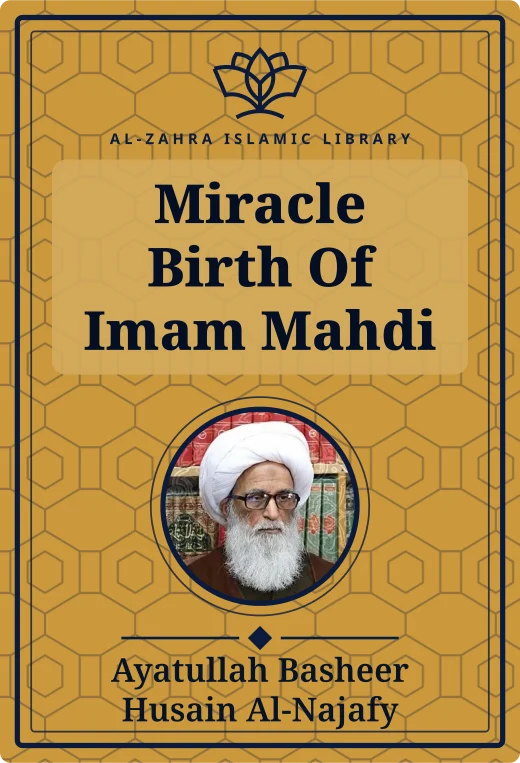 AL-ZAHRA ISLAMIC LIBRARY
Miracle
Birth Of
Imam Mahdi
Ayatullah Basheer
Husain Al-Najafy